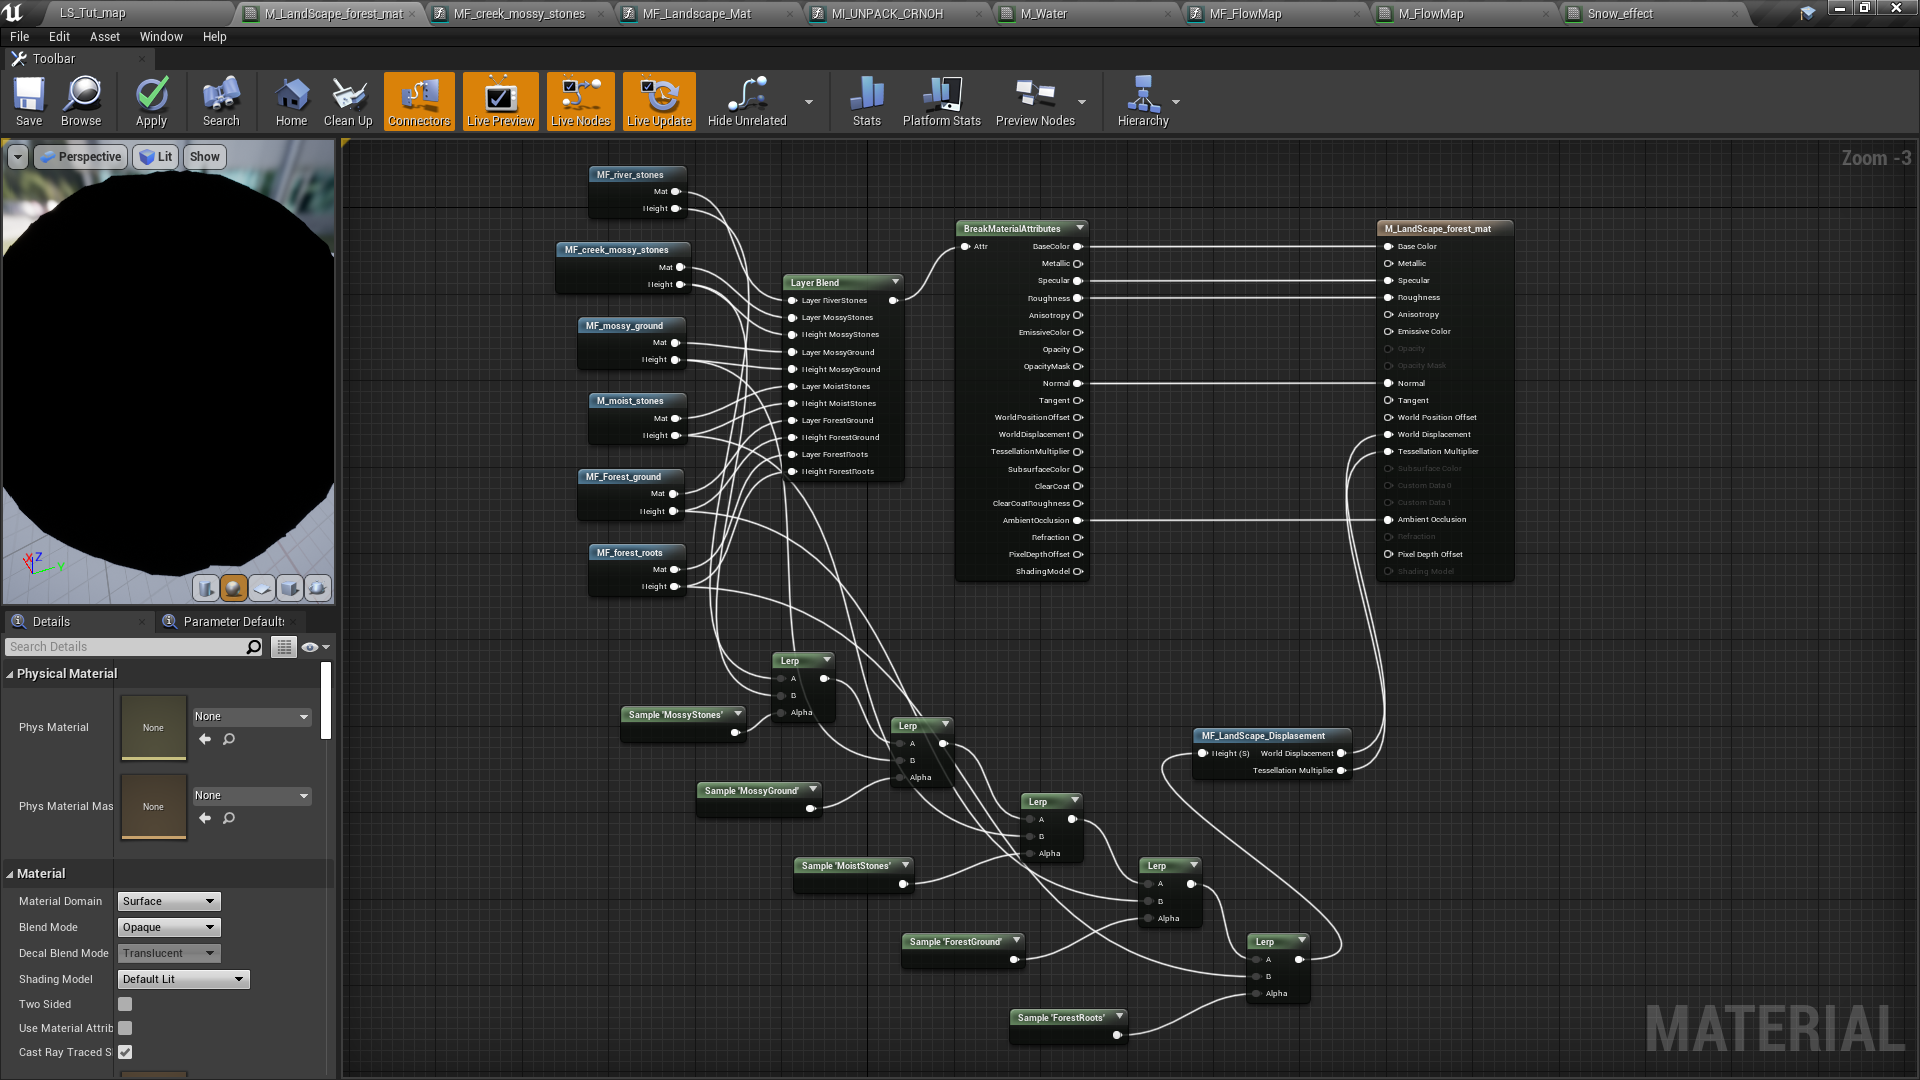 LS_Tut_map
M_LandScape_forest_mat
MF_creek_mossy_stones
MF_Landscape_Mat
MI_UNPACK_CRNOH
M_Water
MF_FlowMap
M_FlowMap
Snow_effect
File Edit Asset Window Help
Toolbar
Save
Browse
Apply
Search
Home
Clean Up
Connectors
Live Preview
Live Nodes
Live Update
Hide Unrelated
Stats
Platform Stats
Preview Nodes
Hierarchy
Perspective
Lit
Show
Zoom -3
X
Z
Y
Details
Parameter Defaults
Search Details
Physical Material
Phys Material
None
None
Phys Material Mas
None
None
Material
Material Domain
Surface
Blend Mode
Opaque
Decal Blend Mode
Translucent
Shading Model
Default Lit
Two Sided
Use Material Attrib
Cast Ray Traced S
MF_river_stones
Mat
Height
MF_creek_mossy_stones
Mat
Height
MF_mossy_ground
Mat
Height
M_moist_stones
Mat
Height
MF_Forest_ground
Mat
Height
MF_forest_roots
Mat
Height
Layer Blend
Layer RiverStones
Layer MossyStones
Height MossyStones
Layer MossyGround
Height MossyGround
Layer MoistStones
Height MoistStones
Layer ForestGround
Height ForestGround
Layer ForestRoots
Height ForestRoots
BreakMaterialAttributes
Attr
BaseColor
Metallic
Specular
Roughness
Anisotropy
EmissiveColor
Opacity
OpacityMask
Normal
Tangent
WorldPositionOffset
WorldDisplacement
TessellationMultiplier
SubsurfaceColor
ClearCoat
ClearCoatRoughness
AmbientOcclusion
Refraction
PixelDepthOffset
ShadingModel
M_LandScape_forest_mat
Base Color
Metallic
Specular
Roughness
Anisotropy
Emissive Color
Opacity
Opacity Mask
Normal
Tangent
World Position Offset
World Displacement
Tessellation Multiplier
Subsurface Color
Custom Data 0
Custom Data 1
Ambient Occlusion
Refraction
Pixel Depth Offset
Shading Model
Lerp
A
B
Alpha
Sample 'MossyStones'
Lerp
A
B
Alpha
Sample 'MossyGround'
Lerp
A
B
Alpha
Sample 'MoistStones'
Lerp
A
B
Alpha
Sample 'ForestGround'
Lerp
A
B
Alpha
Sample 'ForestRoots'
MF_LandScape_Displasement
Height (S)
World Displacement
Tessellation Multiplier
MATERIAL